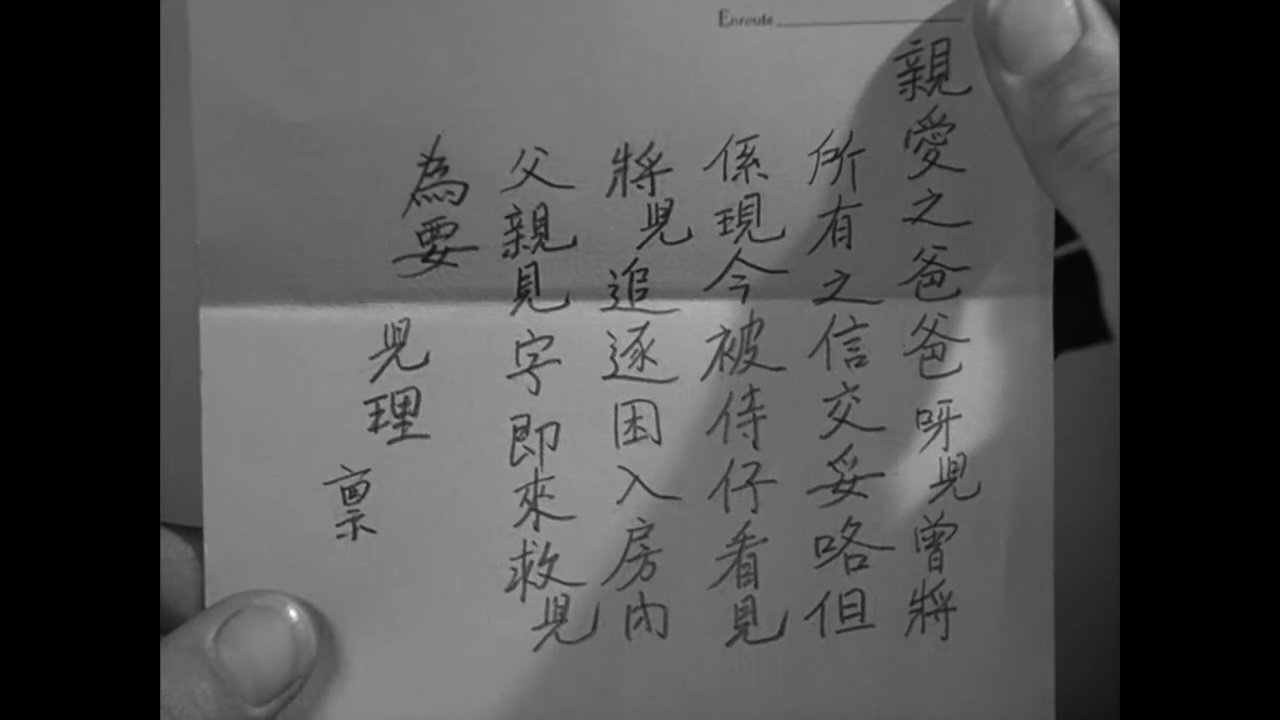 Enroute
親愛之爸爸呀兒曾將
所有之信交妥咯但
係現今被侍仔看見
將兒追逐困入房內
父親見字即來救兒
為要
兒理
稟